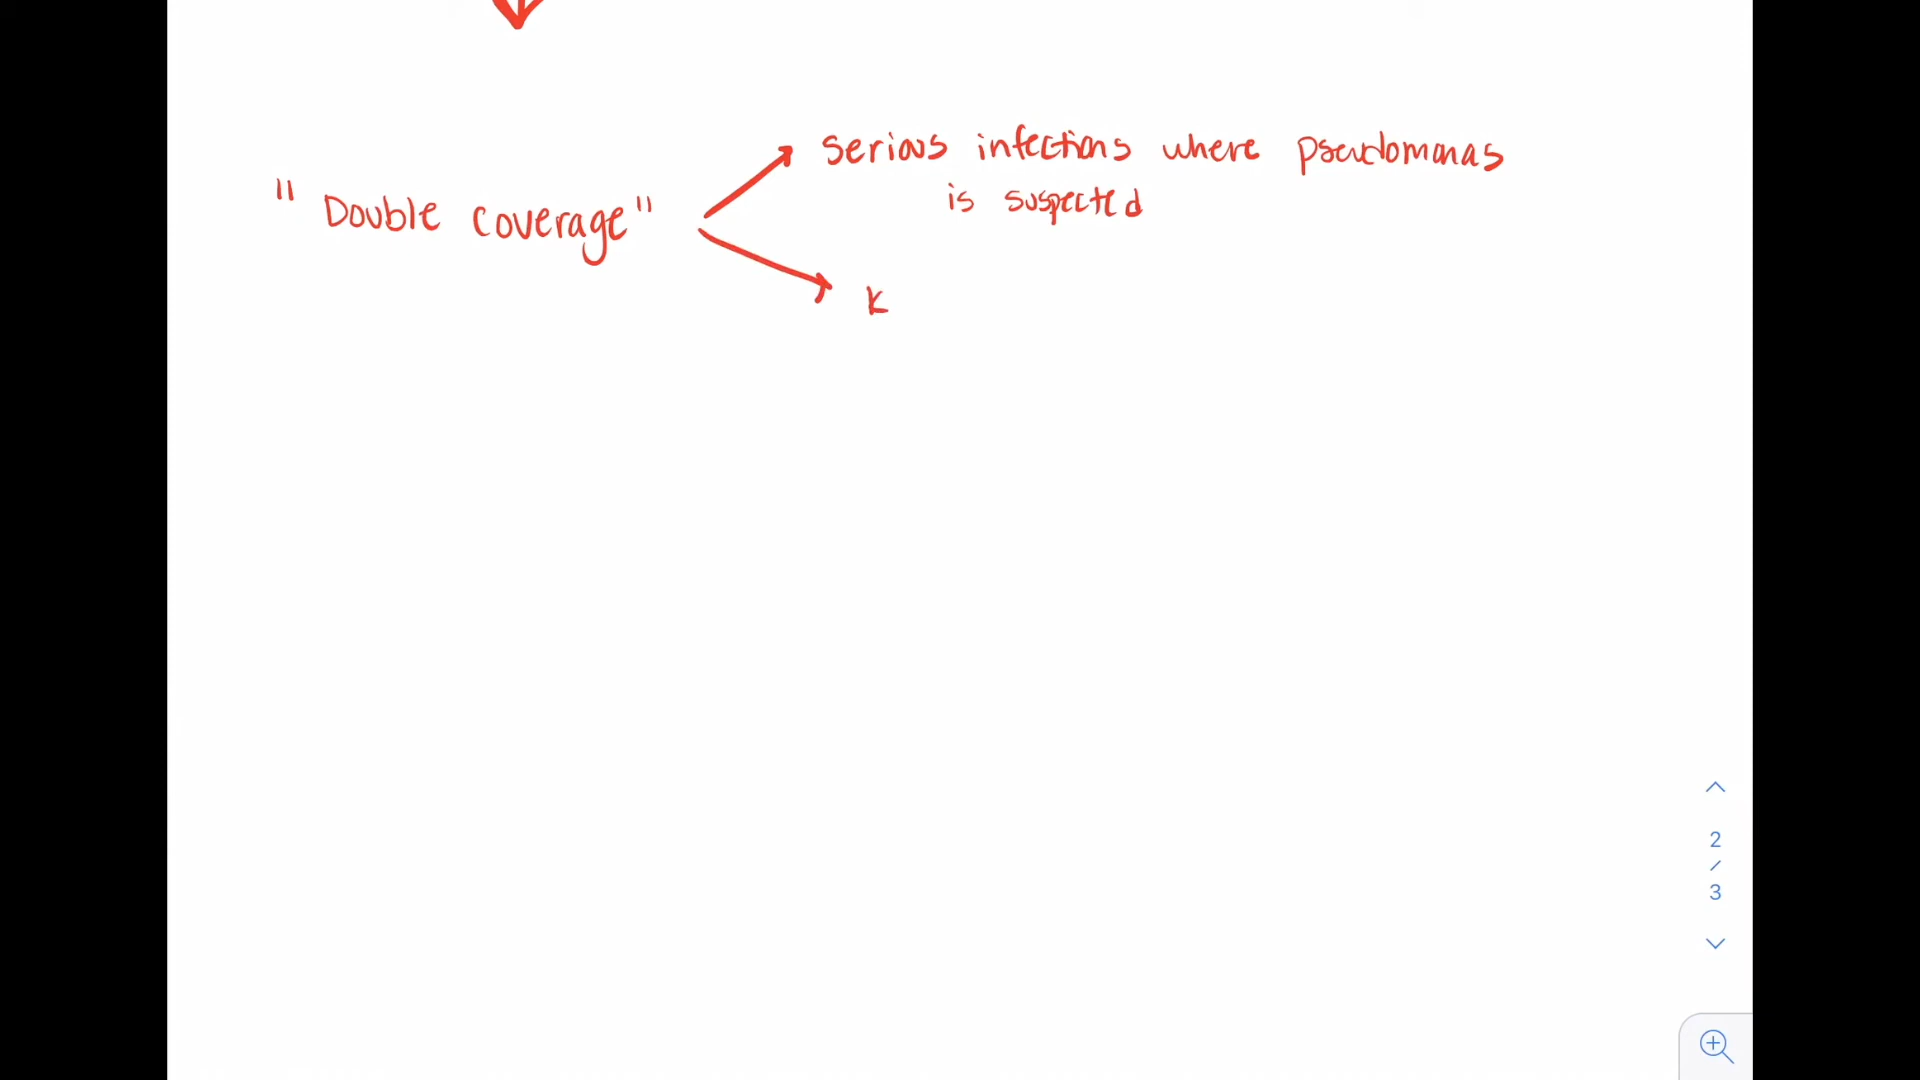 "Double coverage"
serious infections where pseudomonas
is suspected
k
2
/
3